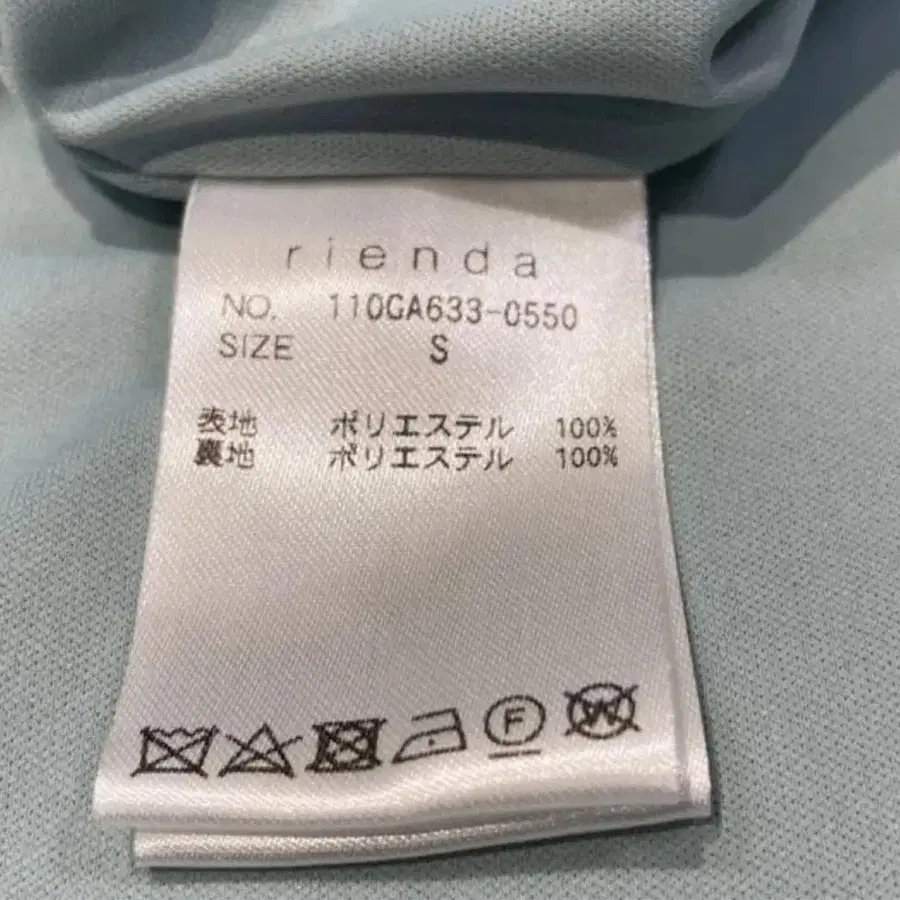 rienda
NO. 110GA633-0550
SIZE S
表地 ポリエステル 100%
裏地 ポリエステル 100%
F
W